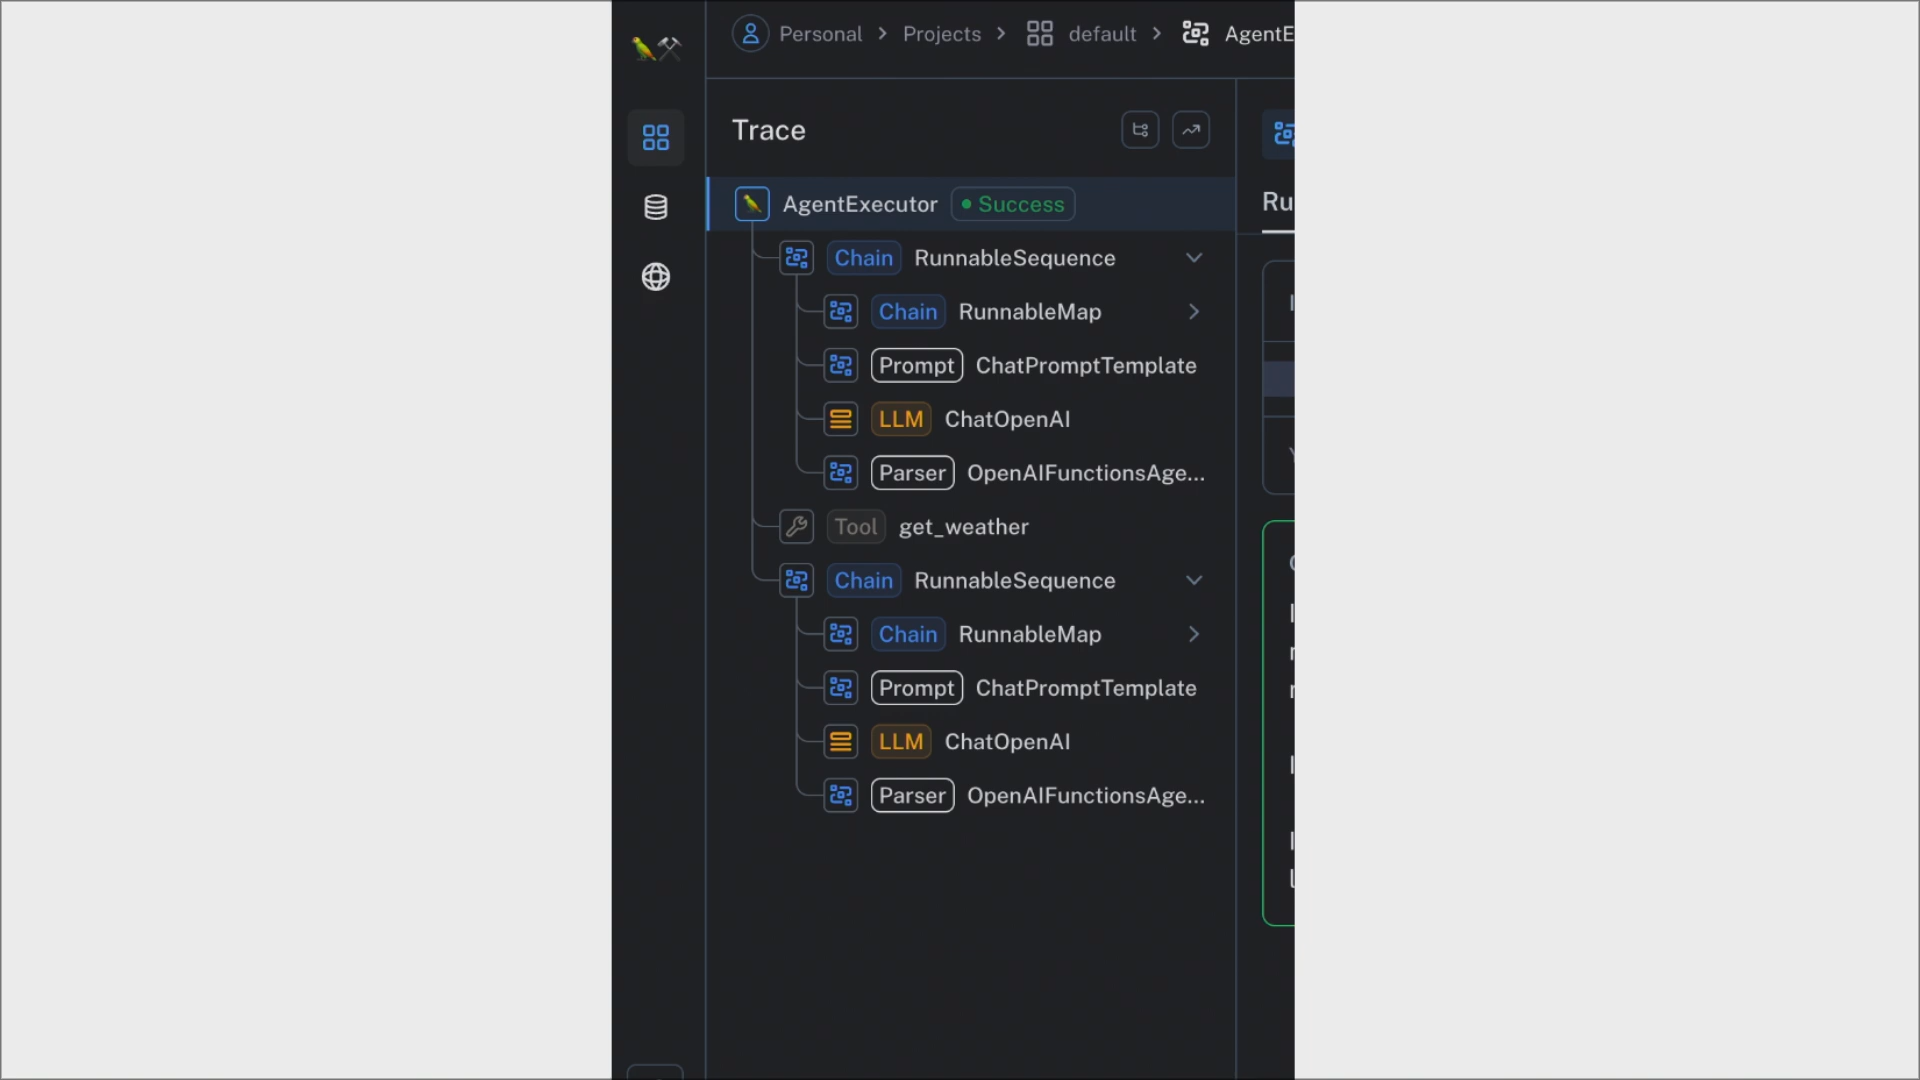 Personal > Projects > default > AgentE
Trace
AgentExecutor Success
Ru
Chain RunnableSequence
Chain RunnableMap
Prompt ChatPromptTemplate
LLM ChatOpenAI
Parser OpenAIFunctionsAge...
Tool get_weather
Chain RunnableSequence
Chain RunnableMap
Prompt ChatPromptTemplate
LLM ChatOpenAI
Parser OpenAIFunctionsAge...